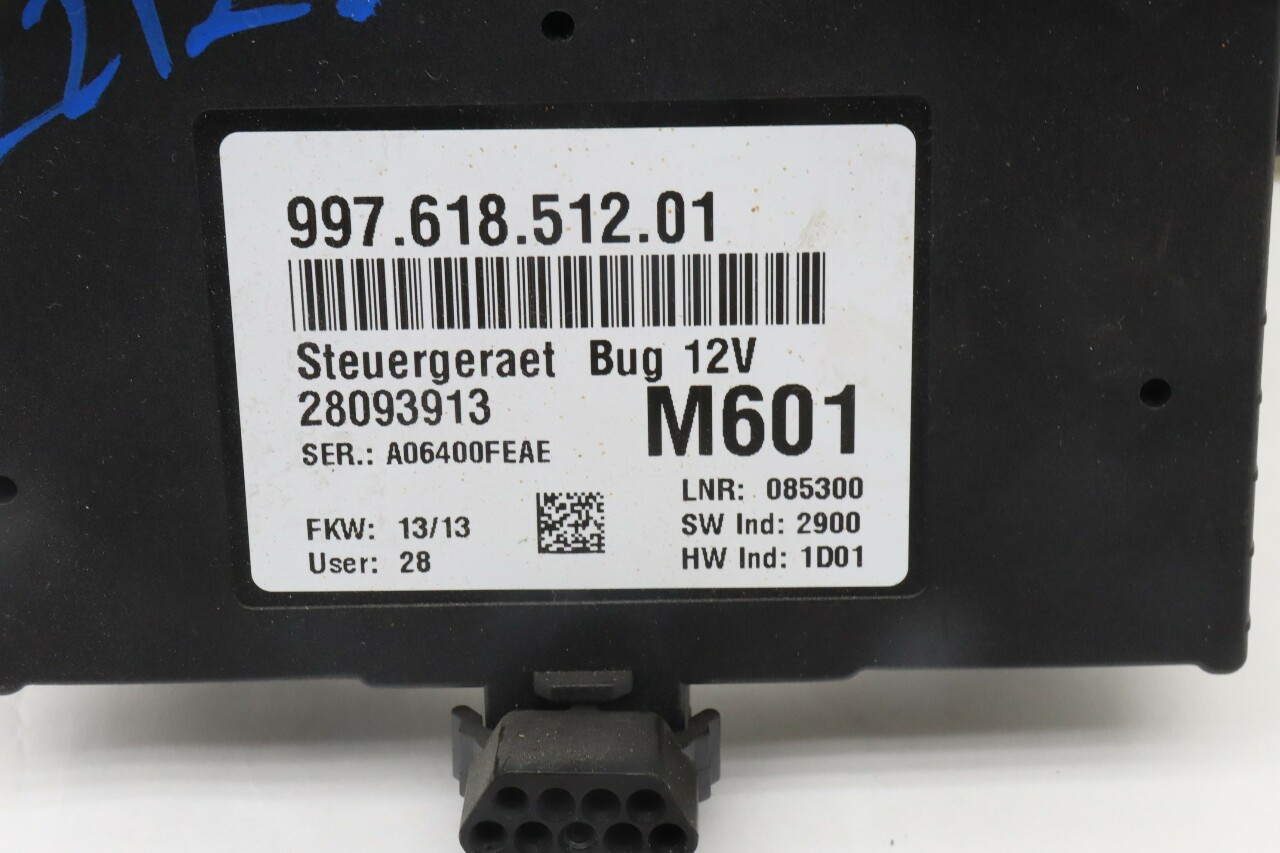 997.618.512.01
Steuergeraet Bug 12V
28093913
M601
SER.: A06400FEAE
LNR: 085300
FKW: 13/13
SW Ind: 2900
User: 28
HW Ind: 1D01